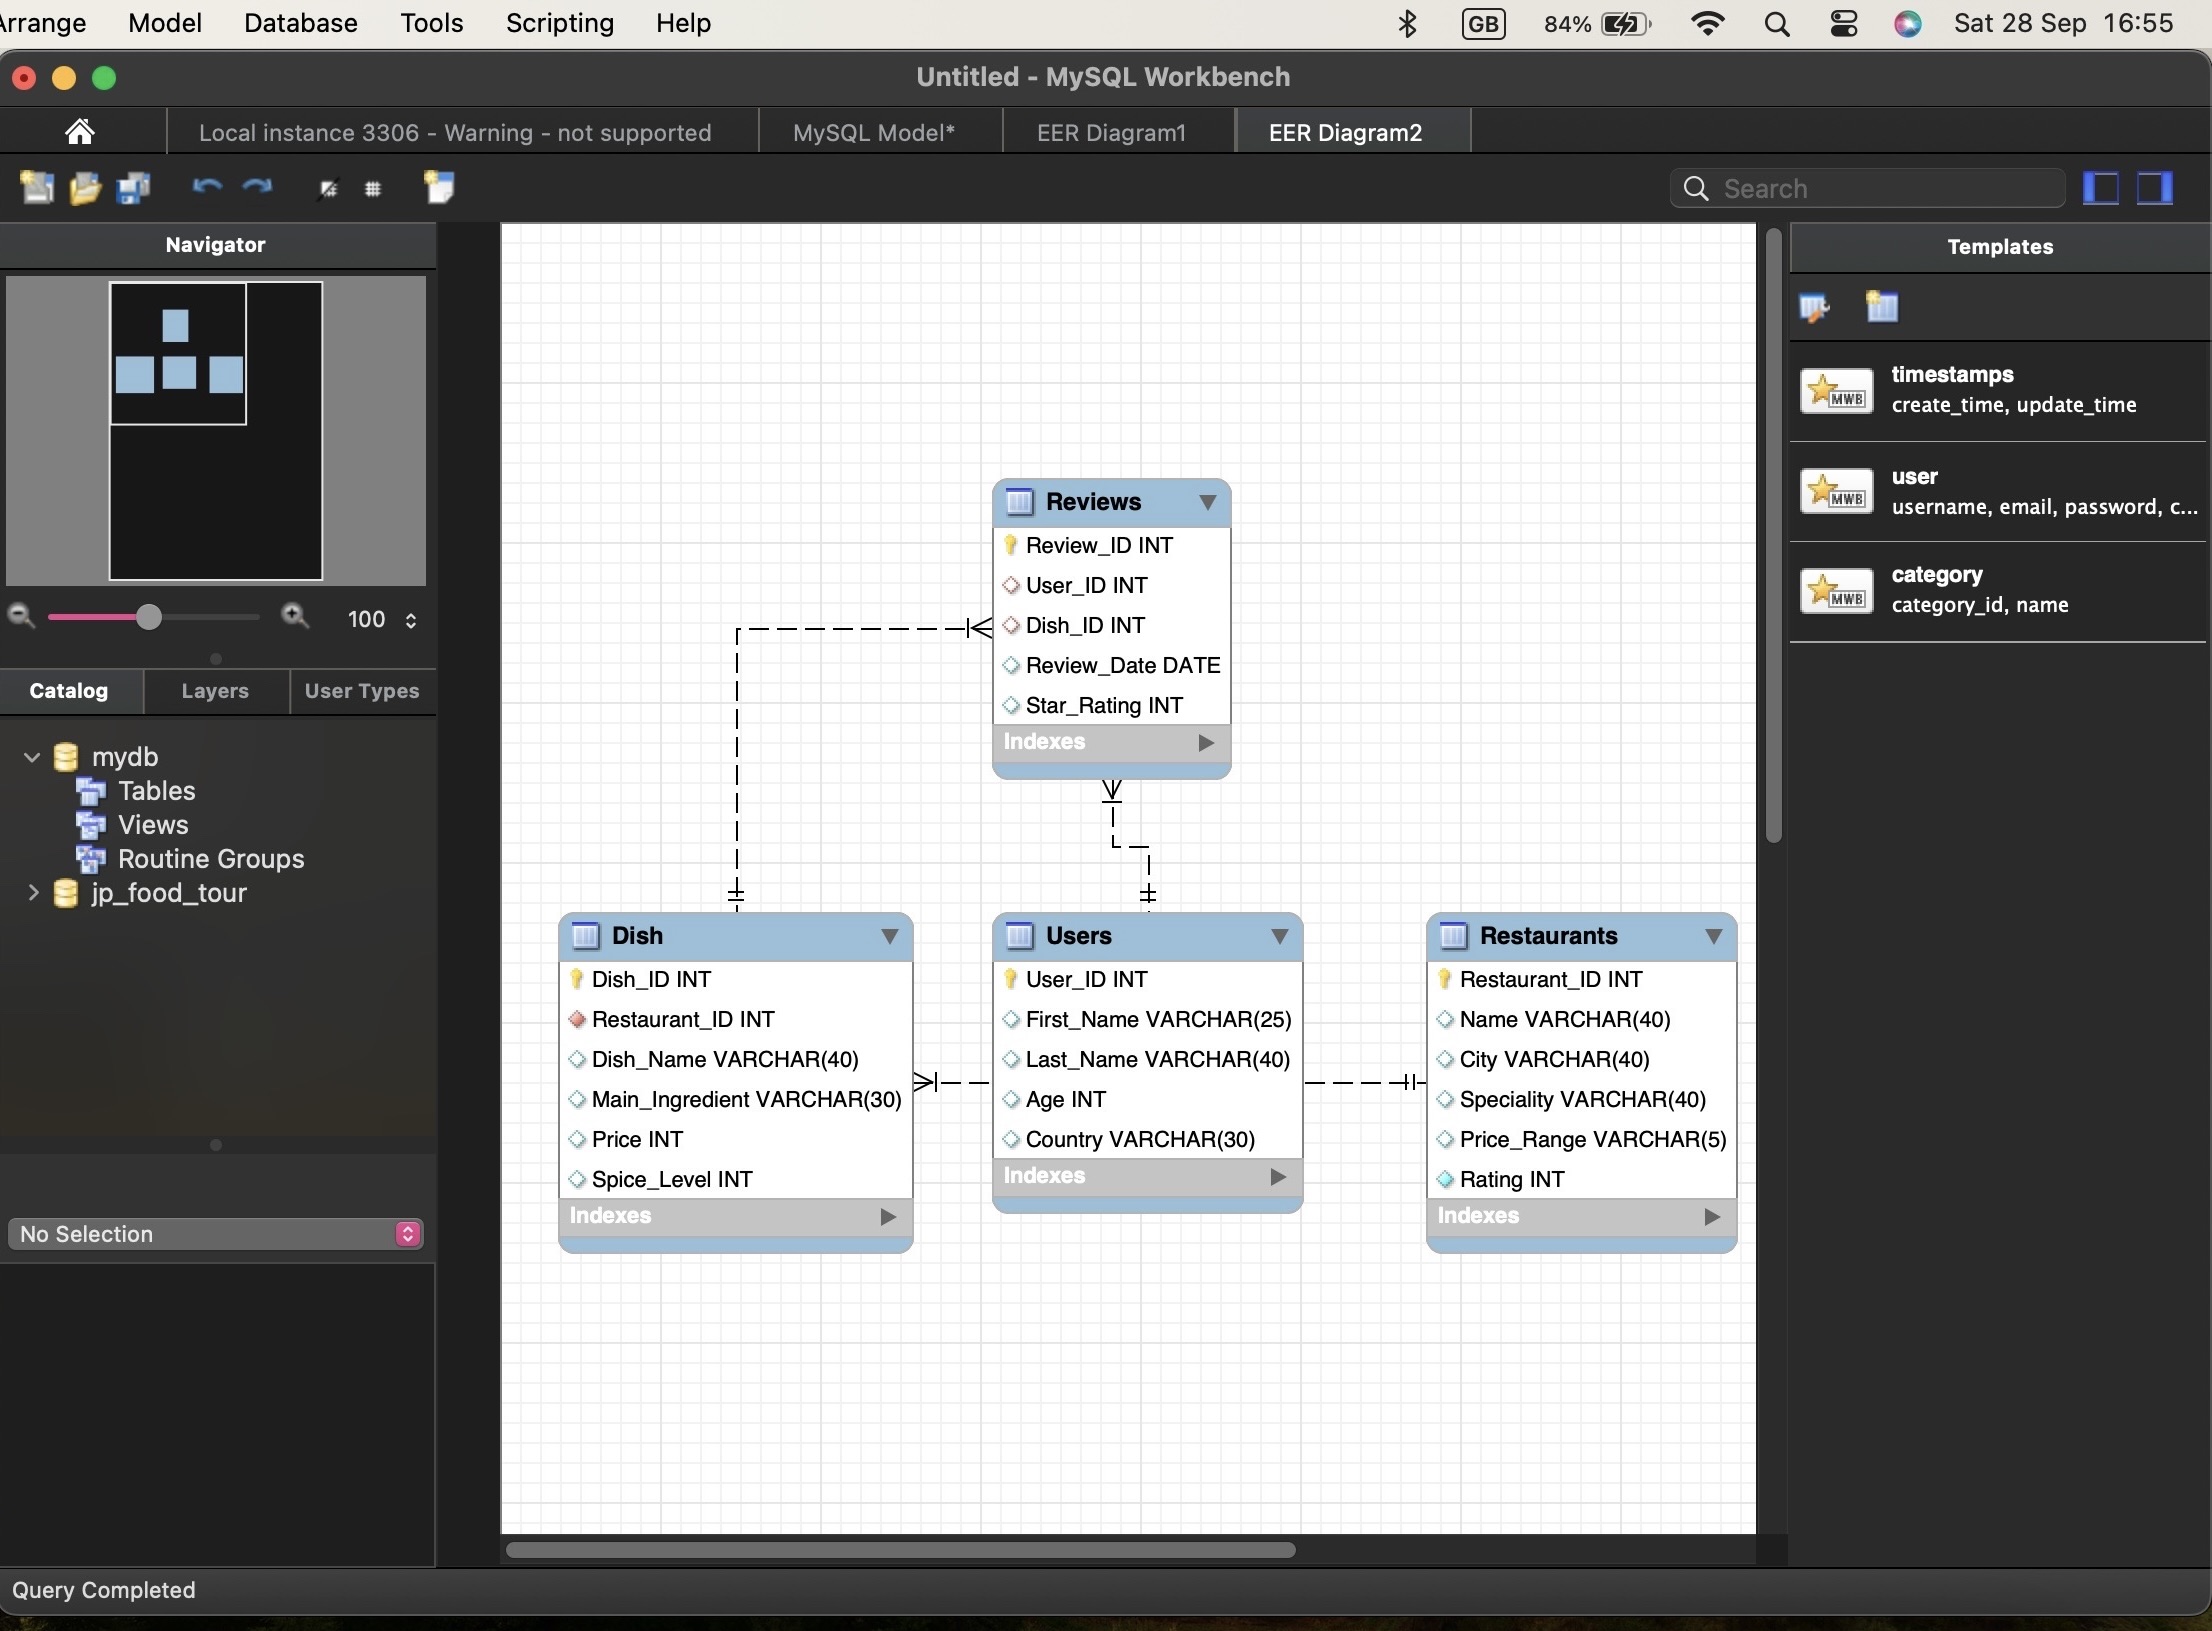 Arrange Model Database Tools Scripting Help GB 84% Sat 28 Sep 16:55
Untitled - MySQL Workbench
Local instance 3306 - Warning - not supported MySQL Model* EER Diagram1 EER Diagram2
Search
Navigator
100
Catalog Layers User Types
mydb
Tables
Views
Routine Groups
jp_food_tour
No Selection
Reviews
Review_ID INT
User_ID INT
Dish_ID INT
Review_Date DATE
Star_Rating INT
Indexes
Dish
Dish_ID INT
Restaurant_ID INT
Dish_Name VARCHAR(40)
Main_Ingredient VARCHAR(30)
Price INT
Spice_Level INT
Indexes
Users
User_ID INT
First_Name VARCHAR(25)
Last_Name VARCHAR(40)
Age INT
Country VARCHAR(30)
Indexes
Restaurants
Restaurant_ID INT
Name VARCHAR(40)
City VARCHAR(40)
Speciality VARCHAR(40)
Price_Range VARCHAR(5)
Rating INT
Indexes
Templates
MWB
timestamps
create_time, update_time
MWB
user
username, email, password, c...
MWB
category
category_id, name
Query Completed